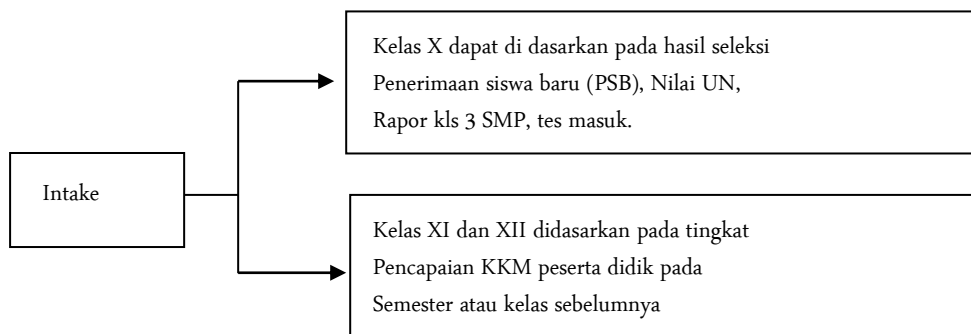 Kelas X dapat di dasarkan pada hasil seleksi
Penerimaan siswa baru (PSB), Nilai UN,
Rapor kls 3 SMP, tes masuk.
Intake
Kelas XI dan XII didasarkan pada tingkat
Pencapaian KKM peserta didik pada
Semester atau kelas sebelumnya